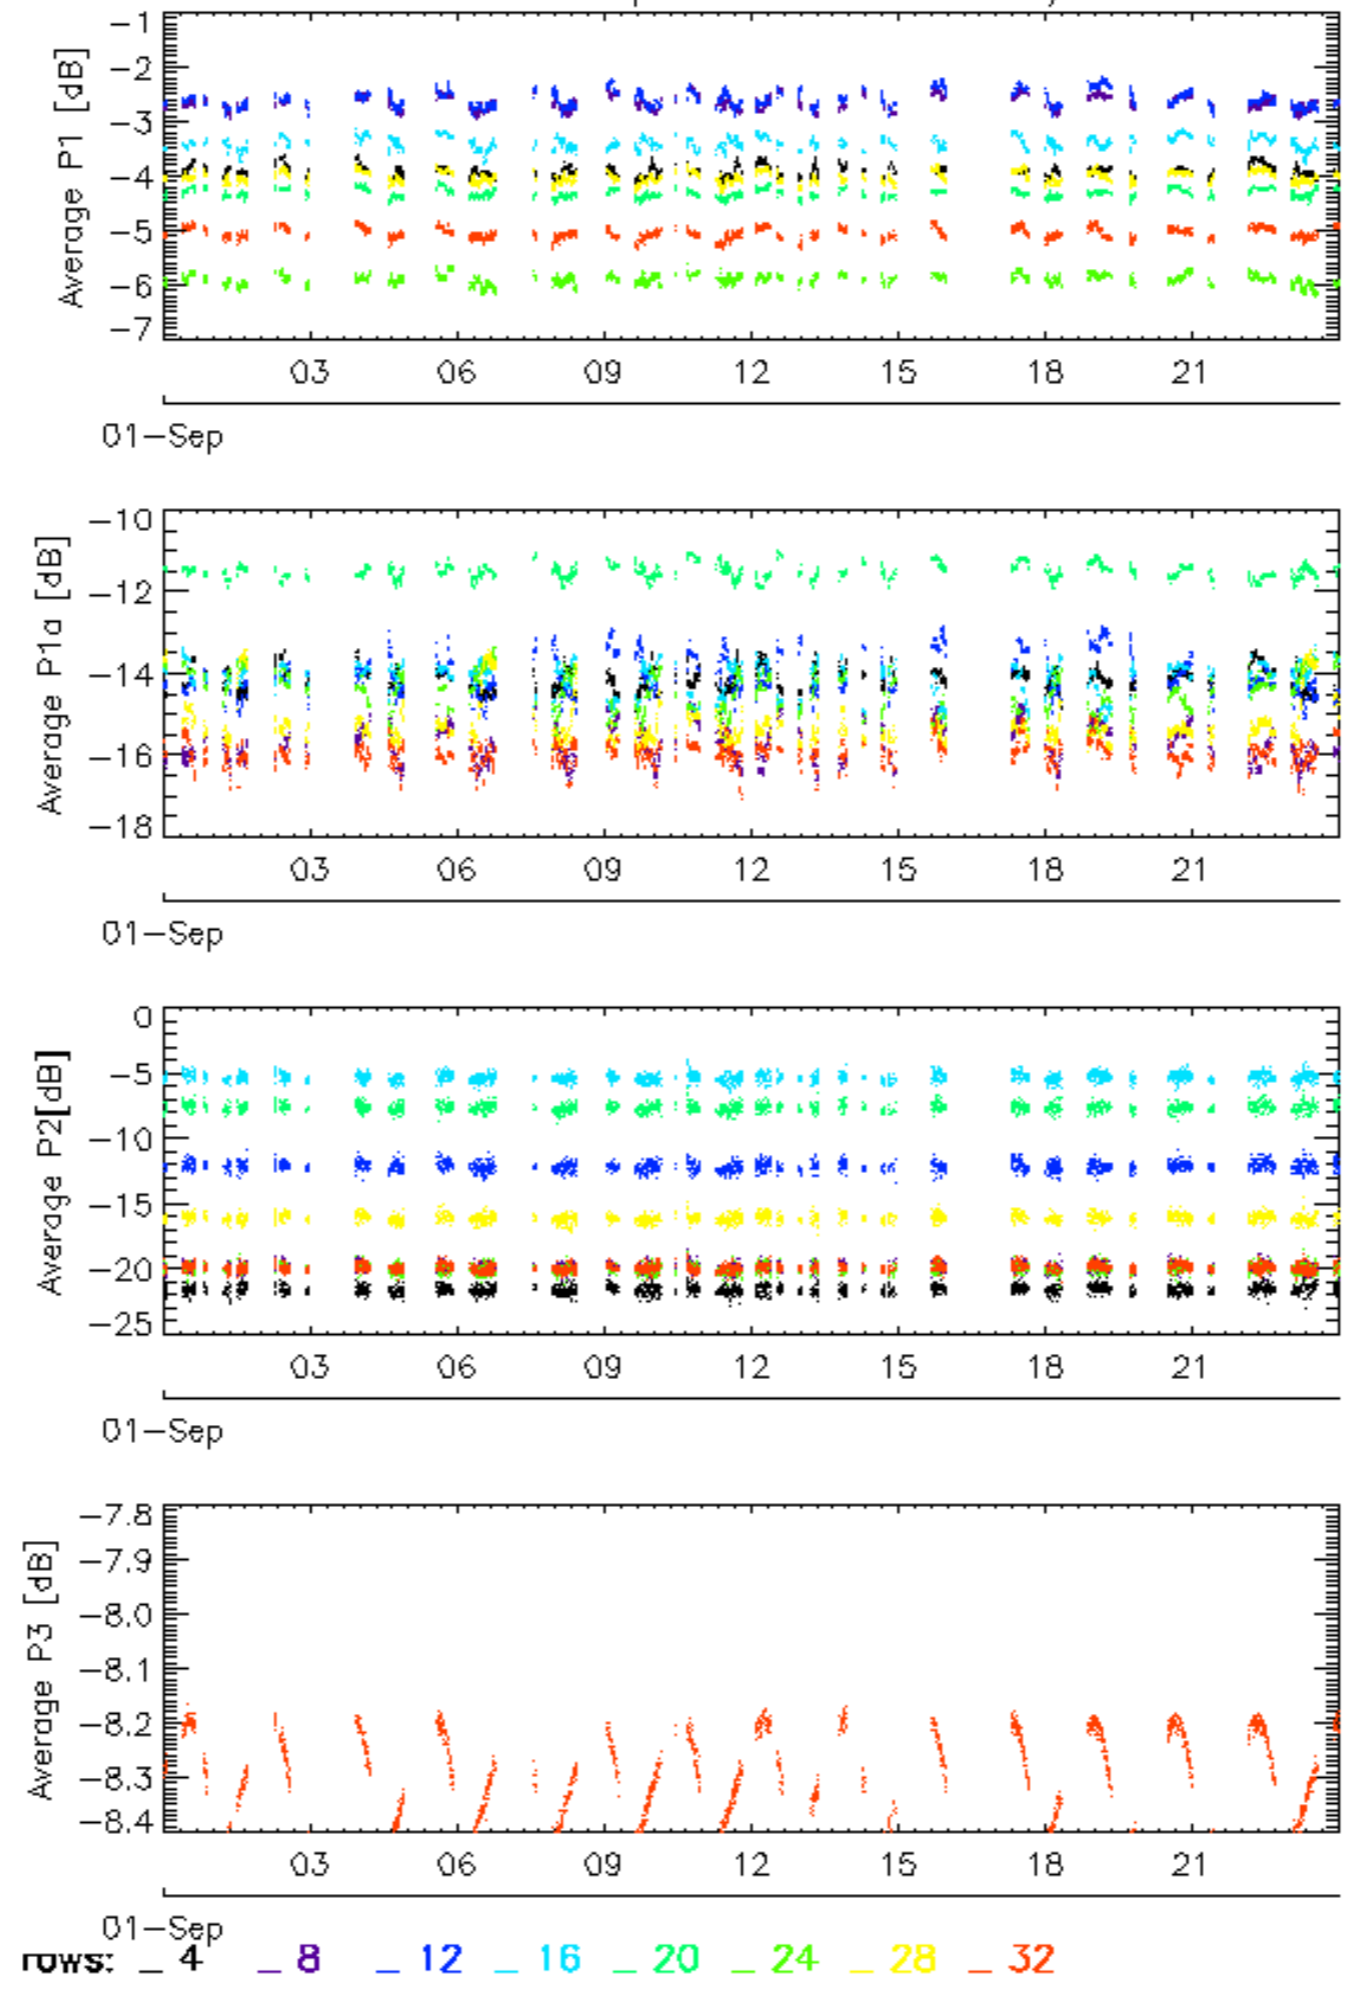 Average P1 [dB]
-1
-2
-3
-4
-5
-6
-7
03 06 09 12 15 18 21
01-Sep
Average P1a [dB]
-10
-12
-14
-16
-18
03 06 09 12 15 18 21
01-Sep
Average P2[dB]
0
-5
-10
-15
-20
-25
03 06 09 12 15 18 21
01-Sep
Average P3 [dB]
-7.8
-7.9
-8.0
-8.1
-8.2
-8.3
-8.4
03 06 09 12 15 18 21
01-Sep
rows: _ 4 _ 8 _ 12 _ 16 _ 20 _ 24 _ 28 _ 32